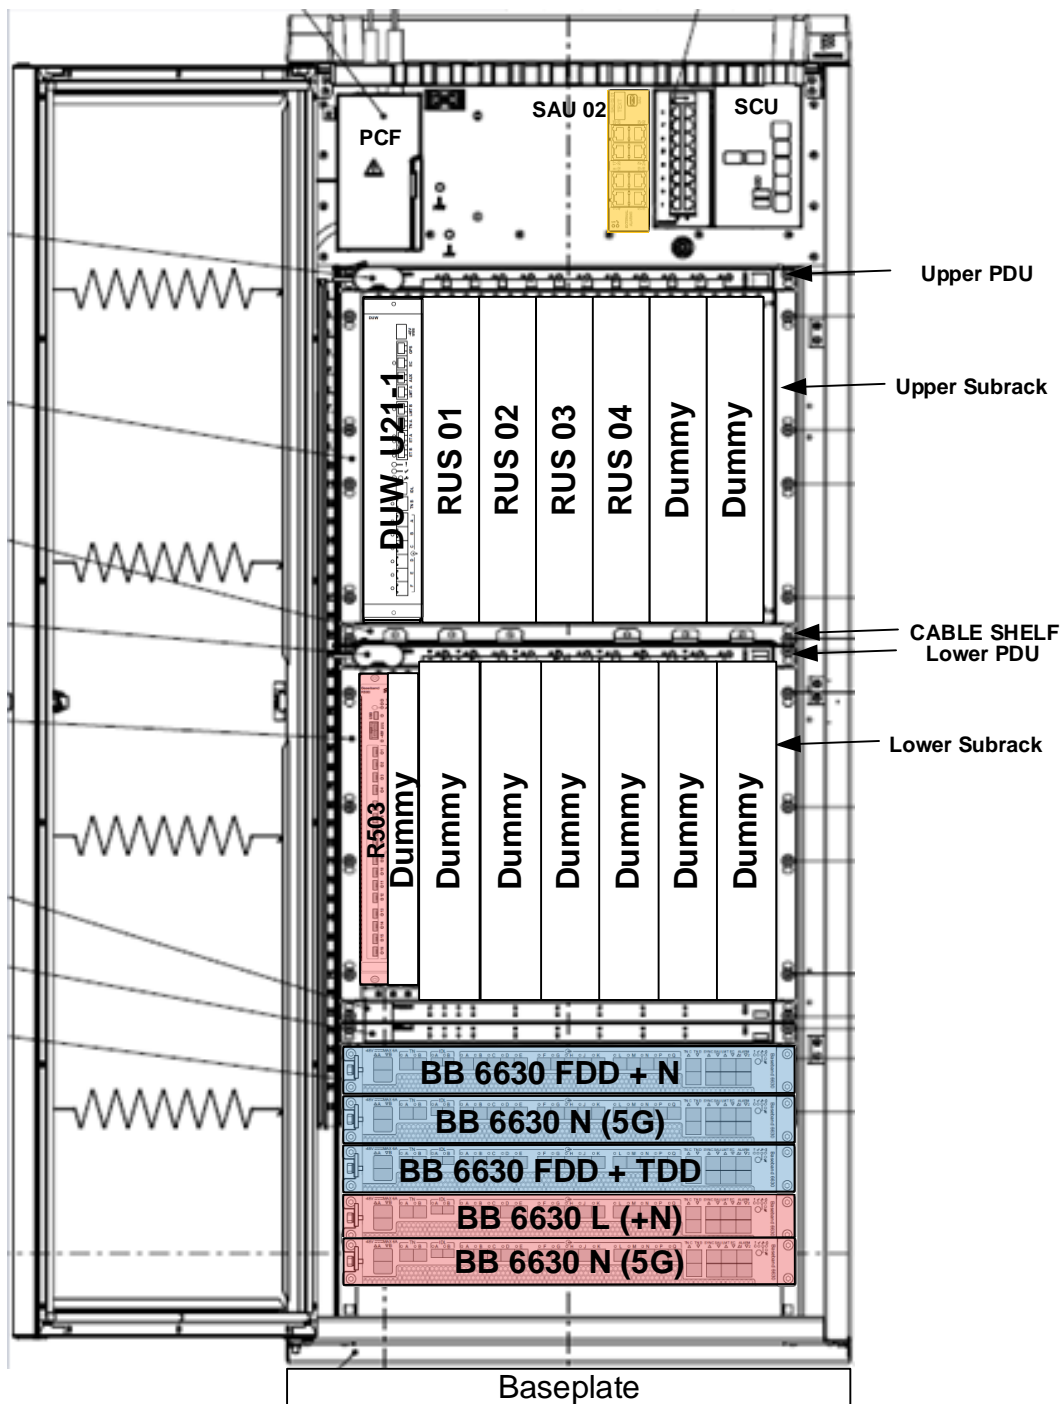 SAU 02
SCU
PCF
Upper PDU
DUW U21-1
RUS 01
RUS 02
RUS 03
RUS 04
Dummy
Dummy
Upper Subrack
CABLE SHELF
Lower PDU
R503
Dummy
Dummy
Dummy
Dummy
Dummy
Dummy
Dummy
Lower Subrack
BB 6630 FDD + N
BB 6630 N (5G)
BB 6630 FDD + TDD
BB 6630 L (+N)
BB 6630 N (5G)
Baseplate